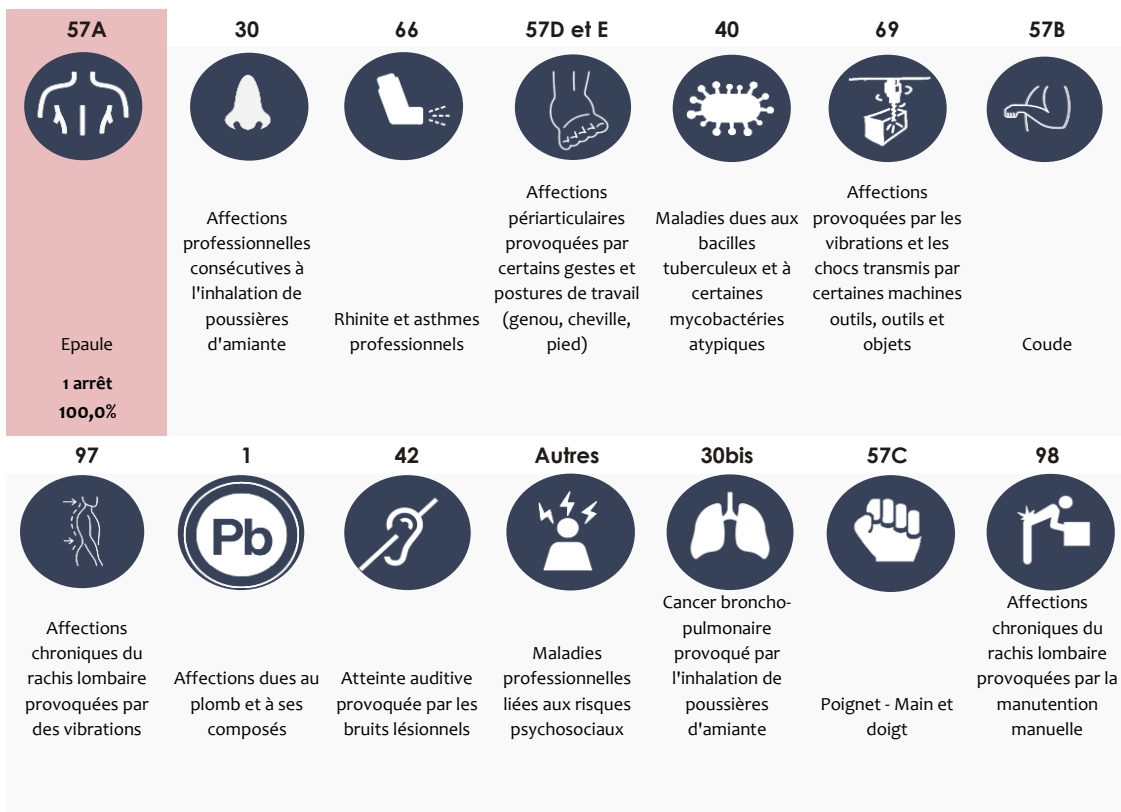 57A
30
66
57D et E
40
69
57B
Epaule
1 arrêt
100,0%
Affections
professionnelles
consécutives à
l'inhalation de
poussières
d'amiante
Rhinite et asthmes
professionnels
Affections
périarticulaires
provoquées par
certains gestes et
postures de travail
(genou, cheville,
pied)
Maladies dues aux
bacilles
tuberculeux et à
certaines
mycobactéries
atypiques
Affections
provoquées par les
vibrations et les
chocs transmis par
certaines machines
outils, outils et
objets
Coude
97
1
42
Autres
30bis
57C
98
Pb
Affections
chroniques du
rachis lombaire
provoquées par
des vibrations
Affections dues au
plomb et à ses
composés
Atteinte auditive
provoquée par les
bruits lésionnels
Maladies
professionnelles
liées aux risques
psychosociaux
Cancer broncho-
pulmonaire
provoqué par
l'inhalation de
poussières
d'amiante
Poignet - Main et
doigt
Affections
chroniques du
rachis lombaire
provoquées par la
manutention
manuelle